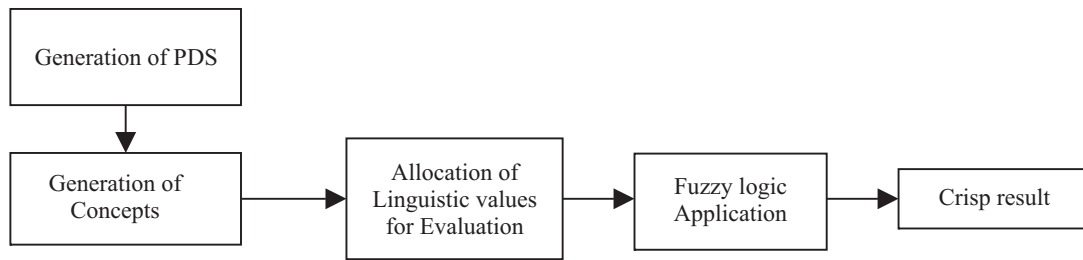 Generation of PDS
Generation of
Concepts
Allocation of
Linguistic values
for Evaluation
Fuzzy logic
Application
Crisp result